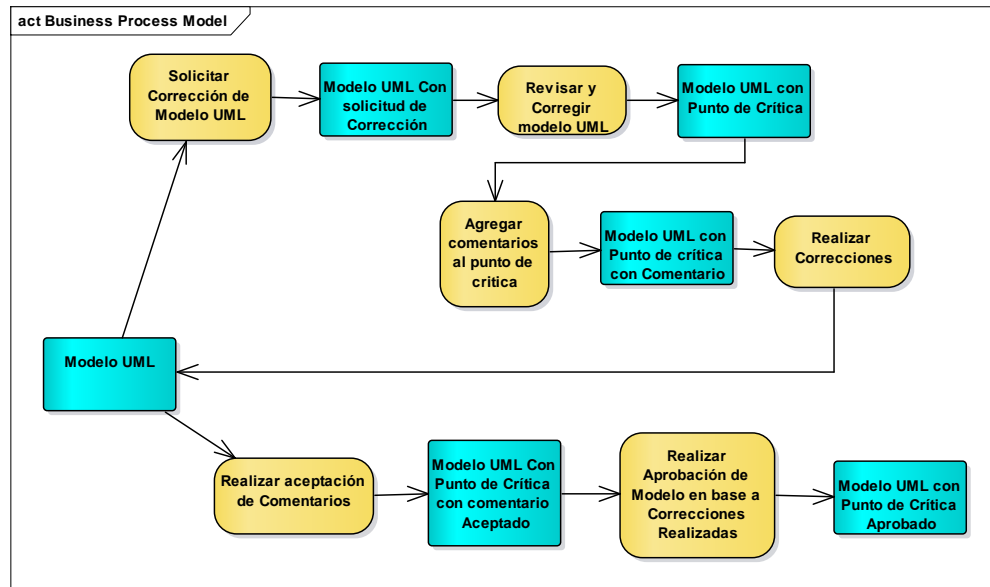 act Business Process Model
Solicitar
Corrección de
Modelo UML
Modelo UML Con
solicitud de
Corrección
Revisar y
Corregir
modelo UML
Modelo UML con
Punto de Crítica
Agregar
comentarios
al punto de
critica
Modelo UML con
Punto de crítica
con Comentario
Realizar
Correcciones
Modelo UML
Realizar aceptación
de Comentarios
Modelo UML Con
Punto de Crítica
con comentario
Aceptado
Realizar
Aprobación de
Modelo en base a
Correcciones
Realizadas
Modelo UML con
Punto de Crítica
Aprobado